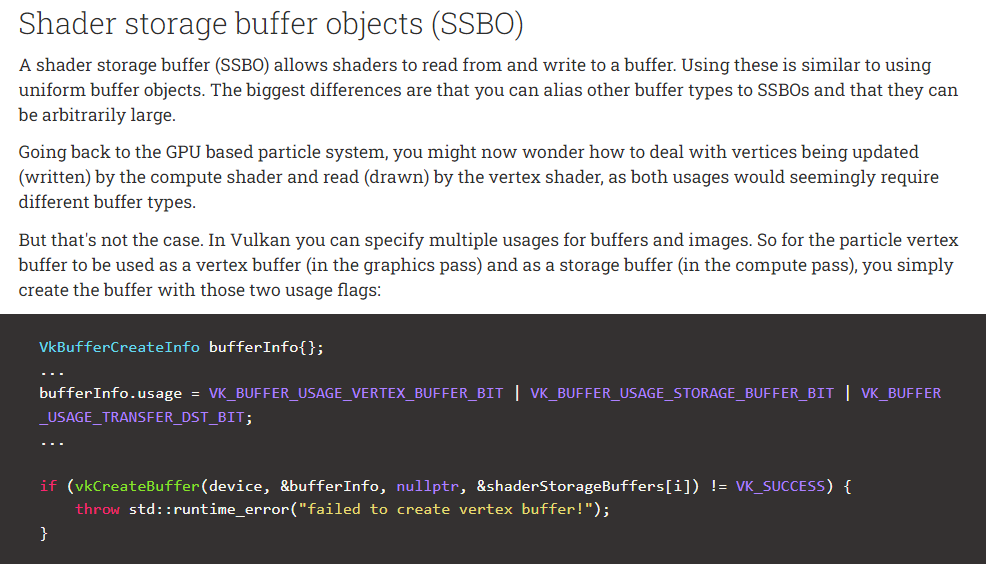 Shader storage buffer objects (SSBO)
A shader storage buffer (SSBO) allows shaders to read from and write to a buffer. Using these is similar to using
uniform buffer objects. The biggest differences are that you can alias other buffer types to SSBOs and that they can
be arbitrarily large.
Going back to the GPU based particle system, you might now wonder how to deal with vertices being updated
(written) by the compute shader and read (drawn) by the vertex shader, as both usages would seemingly require
different buffer types.
But that's not the case. In Vulkan you can specify multiple usages for buffers and images. So for the particle vertex
buffer to be used as a vertex buffer (in the graphics pass) and as a storage buffer (in the compute pass), you simply
create the buffer with those two usage flags:
VkBufferCreateInfo bufferInfo{};
...
bufferInfo.usage = VK_BUFFER_USAGE_VERTEX_BUFFER_BIT | VK_BUFFER_USAGE_STORAGE_BUFFER_BIT | VK_BUFFER
_USAGE_TRANSFER_DST_BIT;
...
if (vkCreateBuffer(device, &bufferInfo, nullptr, &shaderStorageBuffers[i]) != VK_SUCCESS) {
    throw std::runtime_error("failed to create vertex buffer!");
}